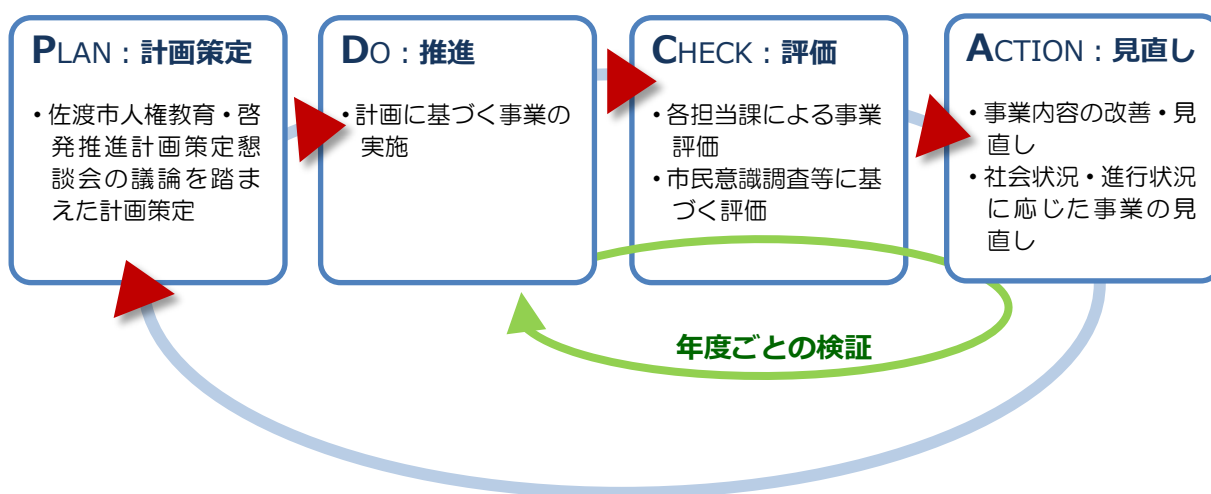 PLAN：計画策定
・佐渡市人権教育・啓
発推進計画策定懇
談会の議論を踏ま
えた計画策定
DO：推進
・計画に基づく事業の
実施
CHECK：評価
・各担当課による事業
評価
・市民意識調査等に基
づく評価
ACTION：見直し
・事業内容の改善・見
直し
・社会状況・進行状況
に応じた事業の見
直し
年度ごとの検証